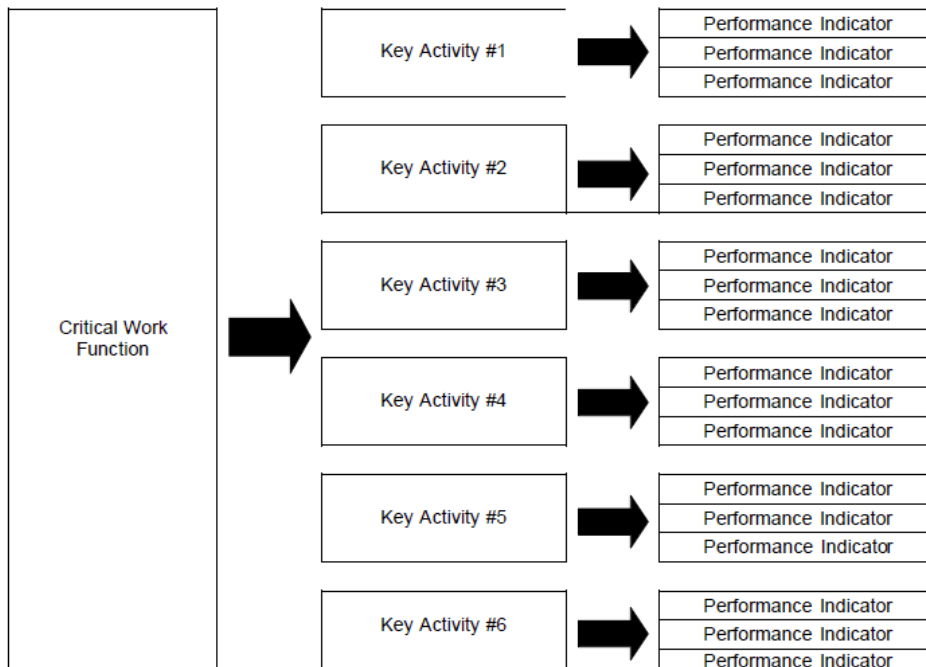 Critical Work
Function
Key Activity #1
Performance Indicator
Performance Indicator
Performance Indicator
Key Activity #2
Performance Indicator
Performance Indicator
Performance Indicator
Key Activity #3
Performance Indicator
Performance Indicator
Performance Indicator
Key Activity #4
Performance Indicator
Performance Indicator
Performance Indicator
Key Activity #5
Performance Indicator
Performance Indicator
Performance Indicator
Key Activity #6
Performance Indicator
Performance Indicator
Performance Indicator